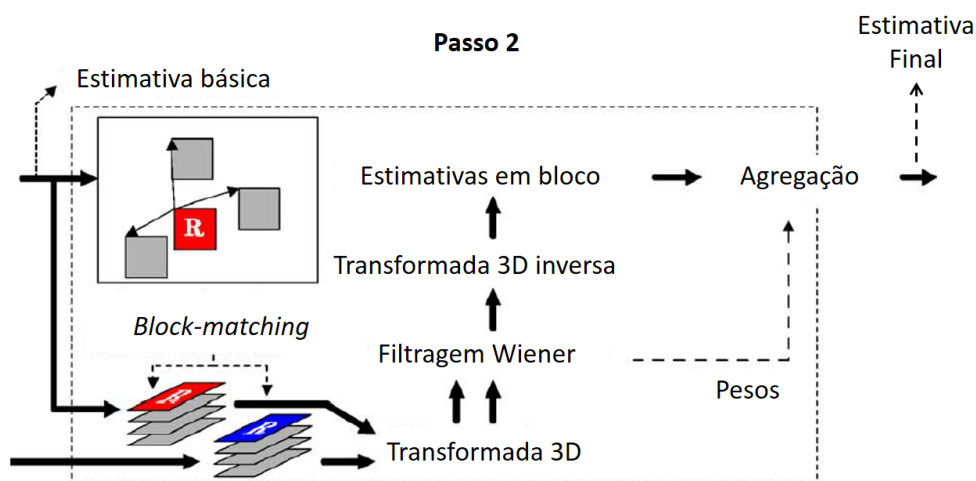 Estimativa
Final
Passo 2
Estimativa básica
Estimativas em bloco
Agregação
R
Transformada 3D inversa
Block-matching
Filtragem Wiener
Pesos
R
R
Transformada 3D